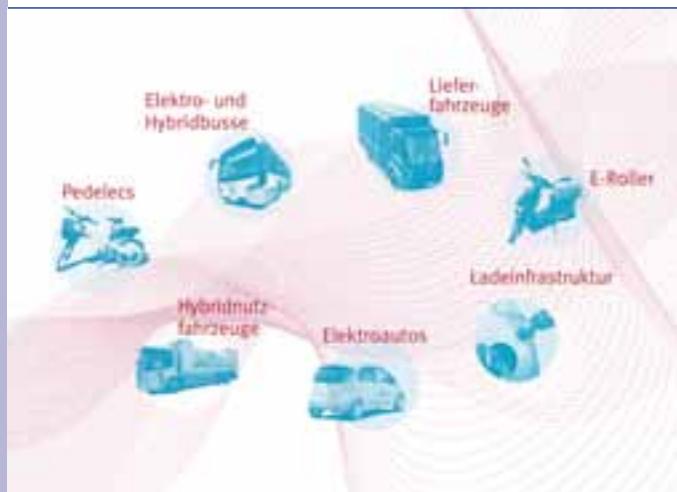 Elektro- und
Hybridbusse
Liefer-
fahrzeuge
Pedelecs
E-Roller
Ladeinfrastruktur
Hybridnutz-
fahrzeuge
Elektroautos